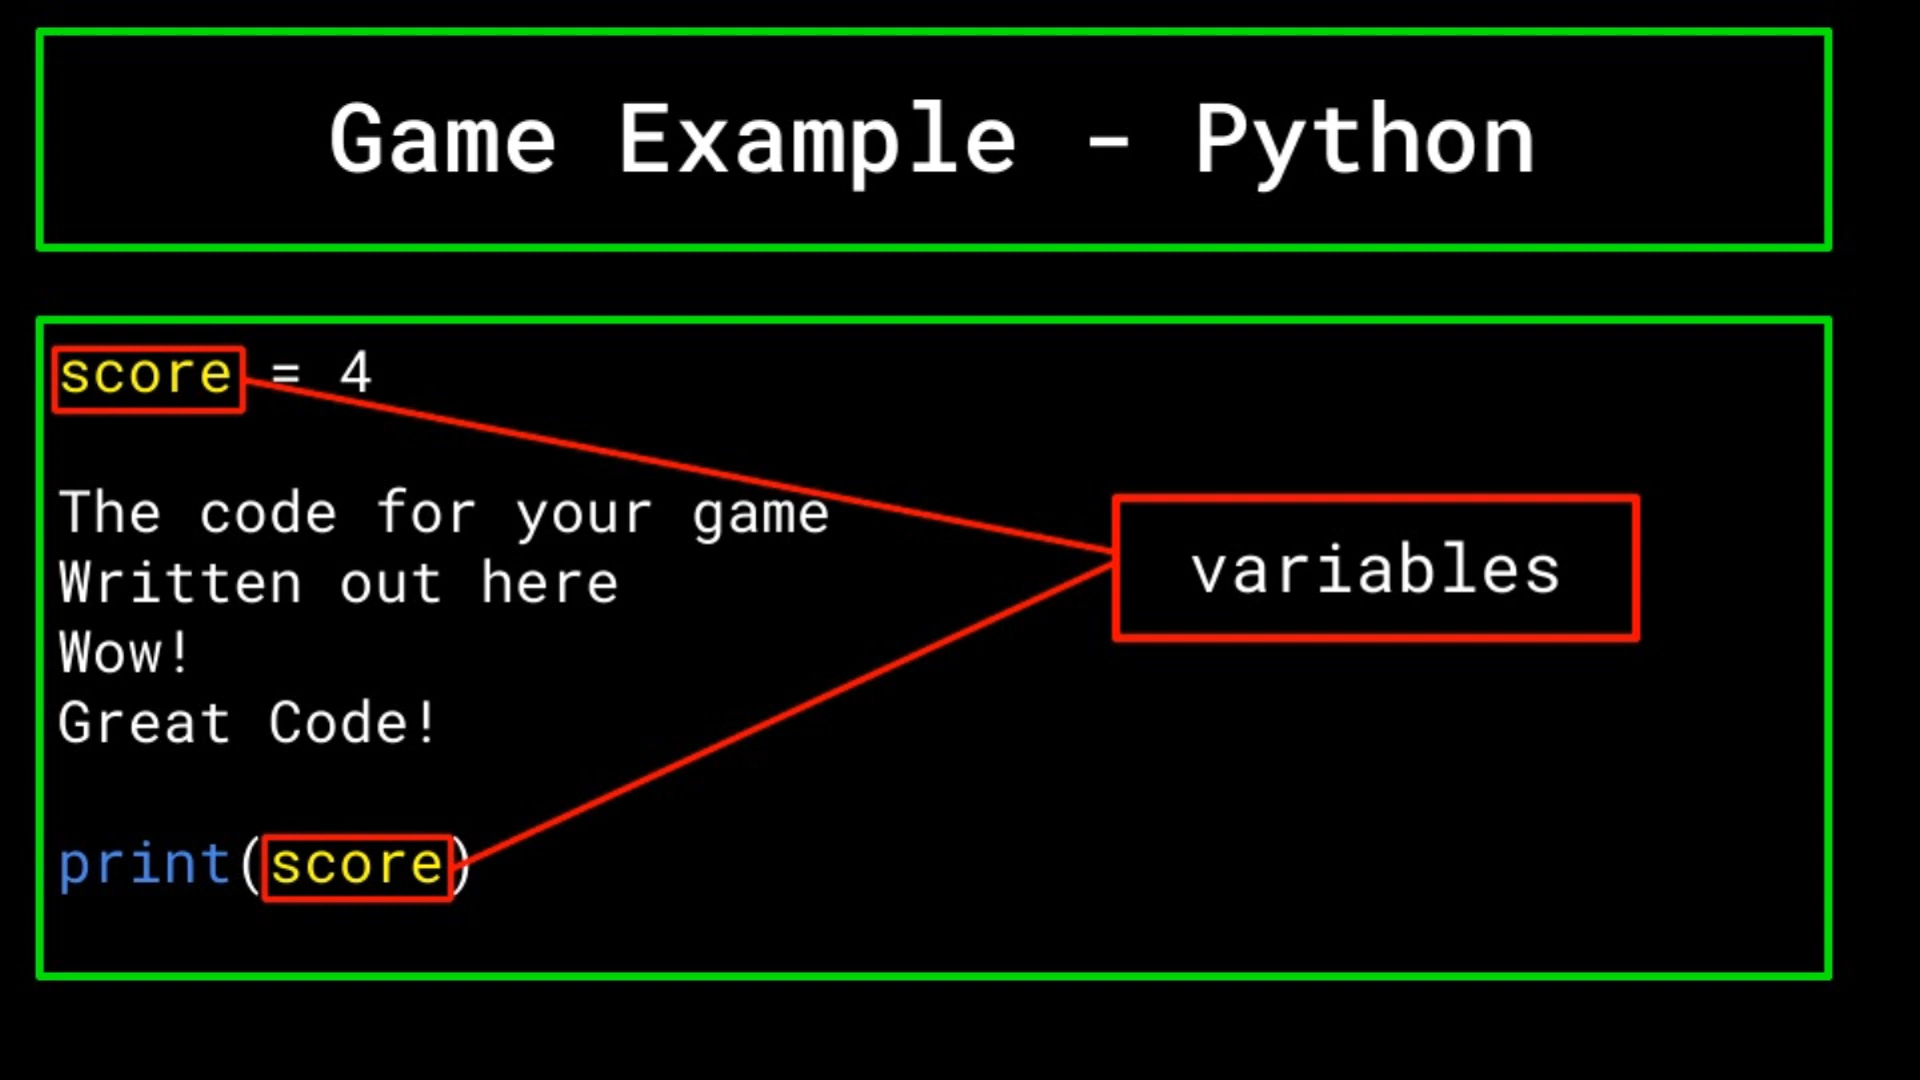 Game Example - Python
score = 4
The code for your game
Written out here
Wow!
Great Code!
print(score)
variables